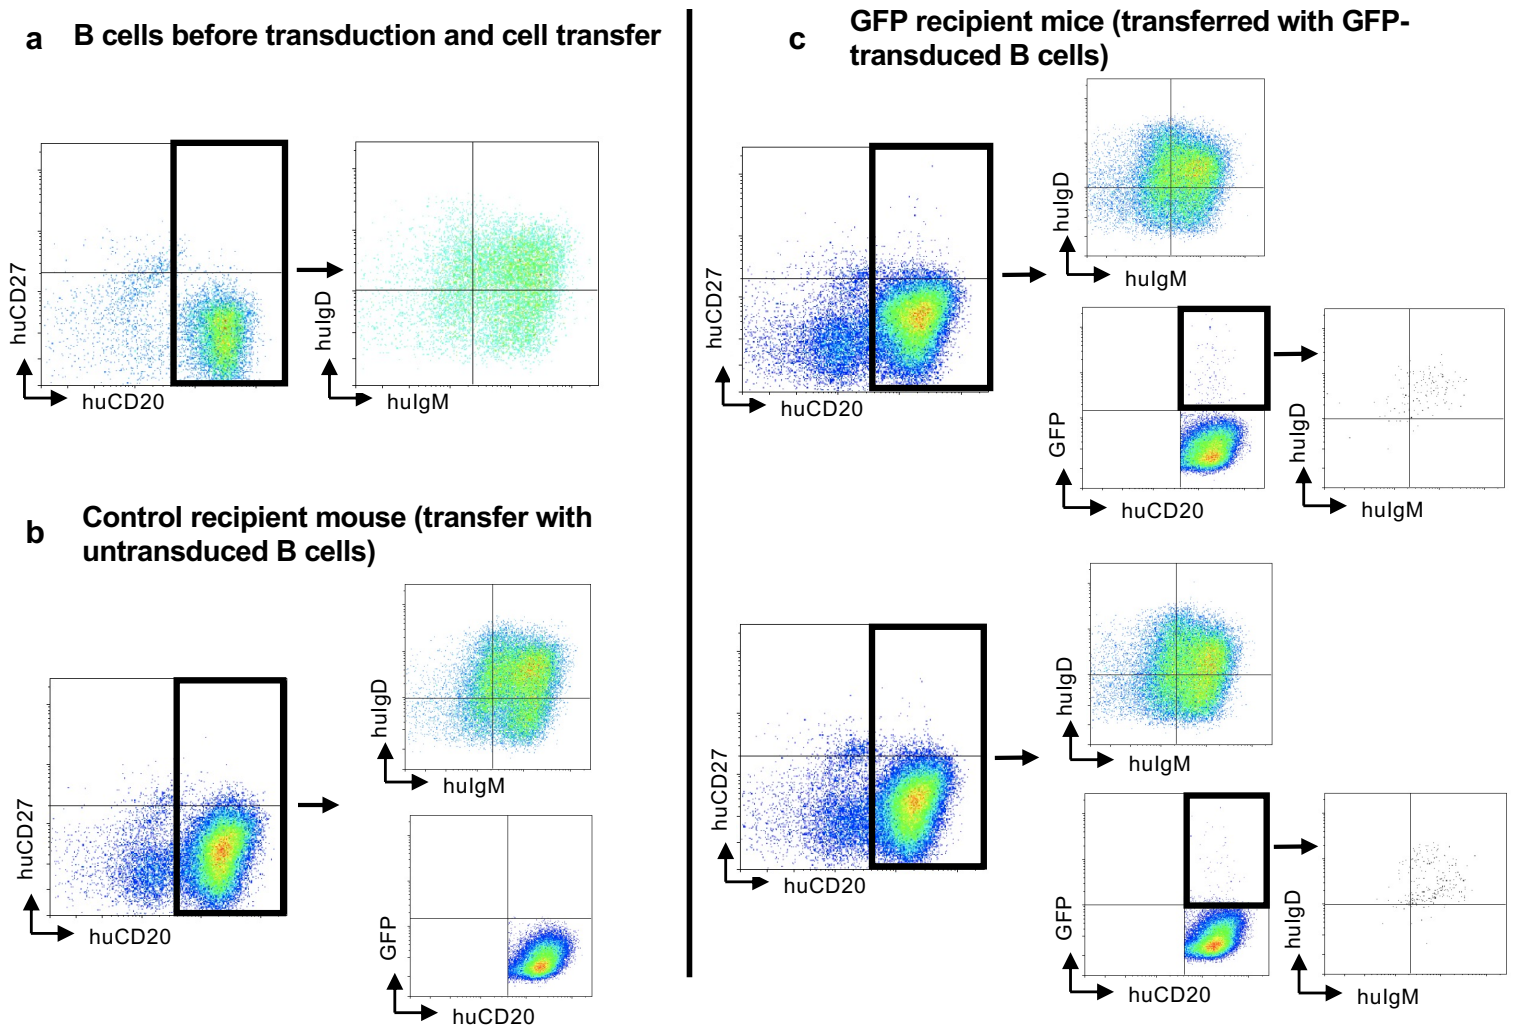 a
B cells before transduction and cell transfer
huCD27
huCD20
huIgD
huIgM
b
Control recipient mouse (transfer with
untransduced B cells)
huCD27
huCD20
huIgD
huIgM
GFP
huCD20
c
GFP recipient mice (transferred with GFP-
transduced B cells)
huCD27
huCD20
huIgD
huIgM
GFP
huCD20
huIgD
huIgM
huCD27
huCD20
huIgD
huIgM
GFP
huCD20
huIgD
huIgM